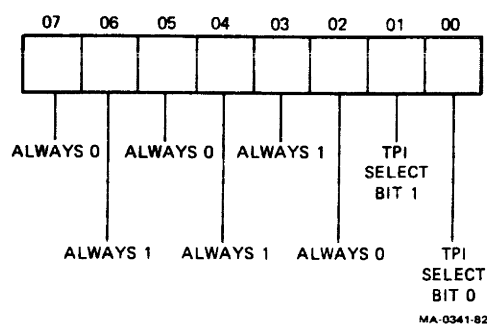 07 06 05 04 03 02 01 00
ALWAYS 0 ALWAYS 0 ALWAYS 1 TPI
SELECT
BIT 1
ALWAYS 1 ALWAYS 1 ALWAYS 0 TPI
SELECT
BIT 0
MA-0341-82